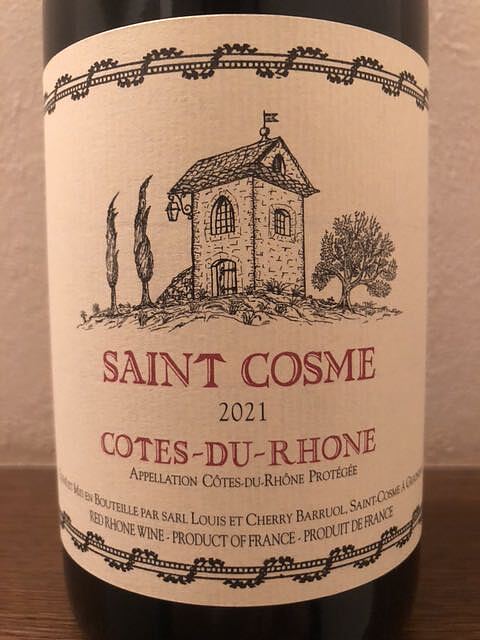 SAINT COSME
2021
COTES-DU-RHONE
APPELLATION CÔTES-DU-RHÔNE PROTÉGÉE
MIS EN BOUTEILLE PAR SARL LOUIS ET CHERRY BARRUOL, SAINT-COSME À
RED RHONE WINE - PRODUCT OF FRANCE - PRODUIT DE FRANCE